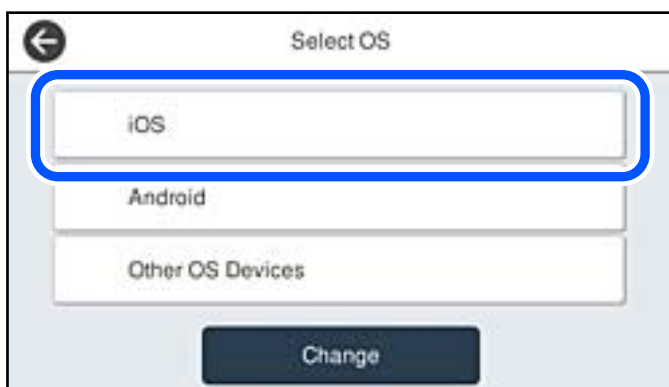 Select OS
iOS
Android
Other OS Devices
Change